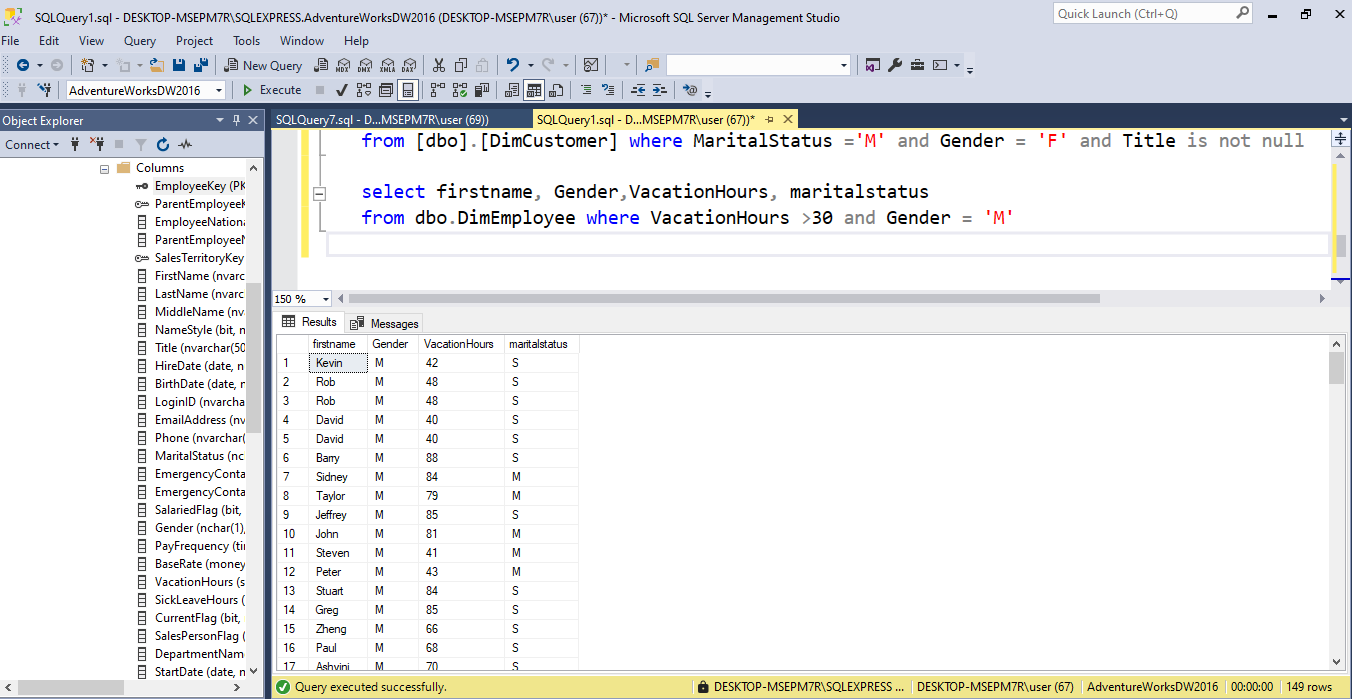 SQLQuery1.sql - DESKTOP-MSEPM7R\SQLEXPRESS.AdventureWorksDW2016 (DESKTOP-MSEPM7R\user (67))* - Microsoft SQL Server Management Studio
Quick Launch (Ctrl+Q)
File Edit View Query Project Tools Window Help
New Query MDX DMX XMLA DAX
AdventureWorksDW2016 Execute
Object Explorer
Connect
Columns
EmployeeKey (PK
ParentEmployeeK
EmployeeNationa
ParentEmployeeN
SalesTerritoryKey
FirstName (nvarc
LastName (nvarc
MiddleName (nv
NameStyle (bit, n
Title (nvarchar(50
HireDate (date, n
BirthDate (date, n
LoginID (nvarcha
EmailAddress (nv
Phone (nvarchar(
MaritalStatus (nc
EmergencyConta
EmergencyConta
SalariedFlag (bit,
Gender (nchar(1),
PayFrequency (tin
BaseRate (money
VacationHours (s
SickLeaveHours (
CurrentFlag (bit,
SalesPersonFlag (
DepartmentNam
StartDate (date, n
SQLQuery7.sql - D...MSEPM7R\user (69)) SQLQuery1.sql - D...MSEPM7R\user (67))*
from [dbo].[DimCustomer] where MaritalStatus ='M' and Gender = 'F' and Title is not null
select firstname, Gender,VacationHours, maritalstatus
from dbo.DimEmployee where VacationHours >30 and Gender = 'M'
150 %
Results Messages
firstname Gender VacationHours maritalstatus
1 Kevin M 42 S
2 Rob M 48 S
3 Rob M 48 S
4 David M 40 S
5 David M 40 S
6 Barry M 88 S
7 Sidney M 84 M
8 Taylor M 79 M
9 Jeffrey M 85 S
10 John M 81 M
11 Steven M 41 M
12 Peter M 43 M
13 Stuart M 84 S
14 Greg M 85 S
15 Zheng M 66 S
16 Paul M 68 S
17 Ashvini M 70 S
Query executed successfully. DESKTOP-MSEPM7R\SQLEXPRESS ... DESKTOP-MSEPM7R\user (67) AdventureWorksDW2016 00:00:00 149 rows